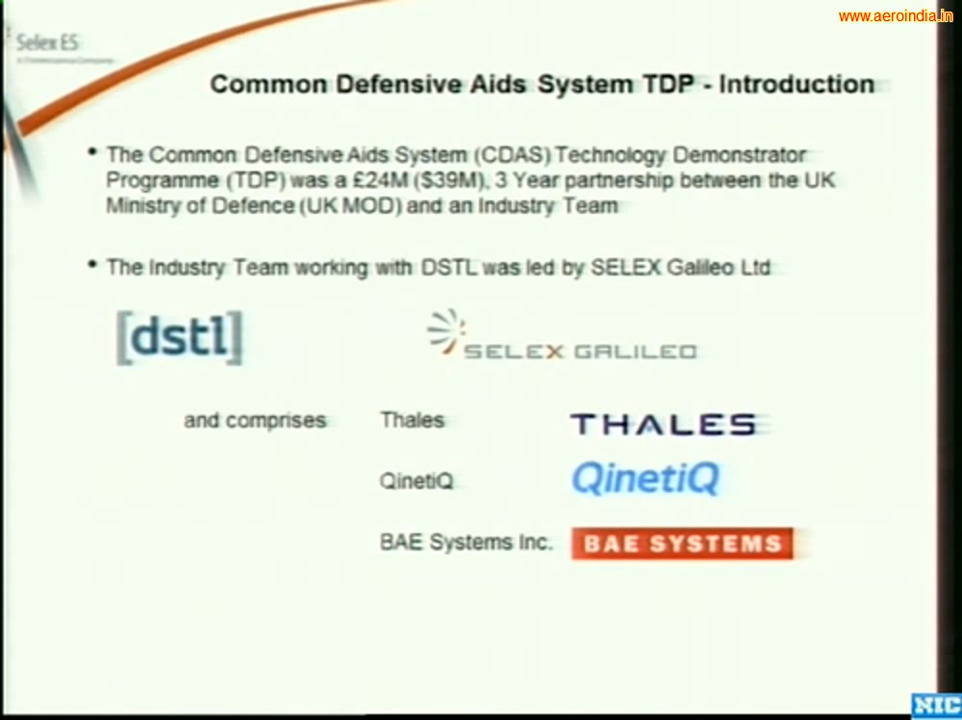 www.aeroindia.in
Selex ES
Common Defensive Aids System TDP - Introduction
• The Common Defensive Aids System (CDAS) Technology Demonstrator
Programme (TDP) was a £24M ($39M), 3 Year partnership between the UK
Ministry of Defence (UK MOD) and an Industry Team
• The Industry Team working with DSTL was led by SELEX Galileo Ltd
[dstl]
SELEX GALILEO
and comprises Thales THALES
QinetiQ QinetiQ
BAE Systems Inc. BAE SYSTEMS
NIC